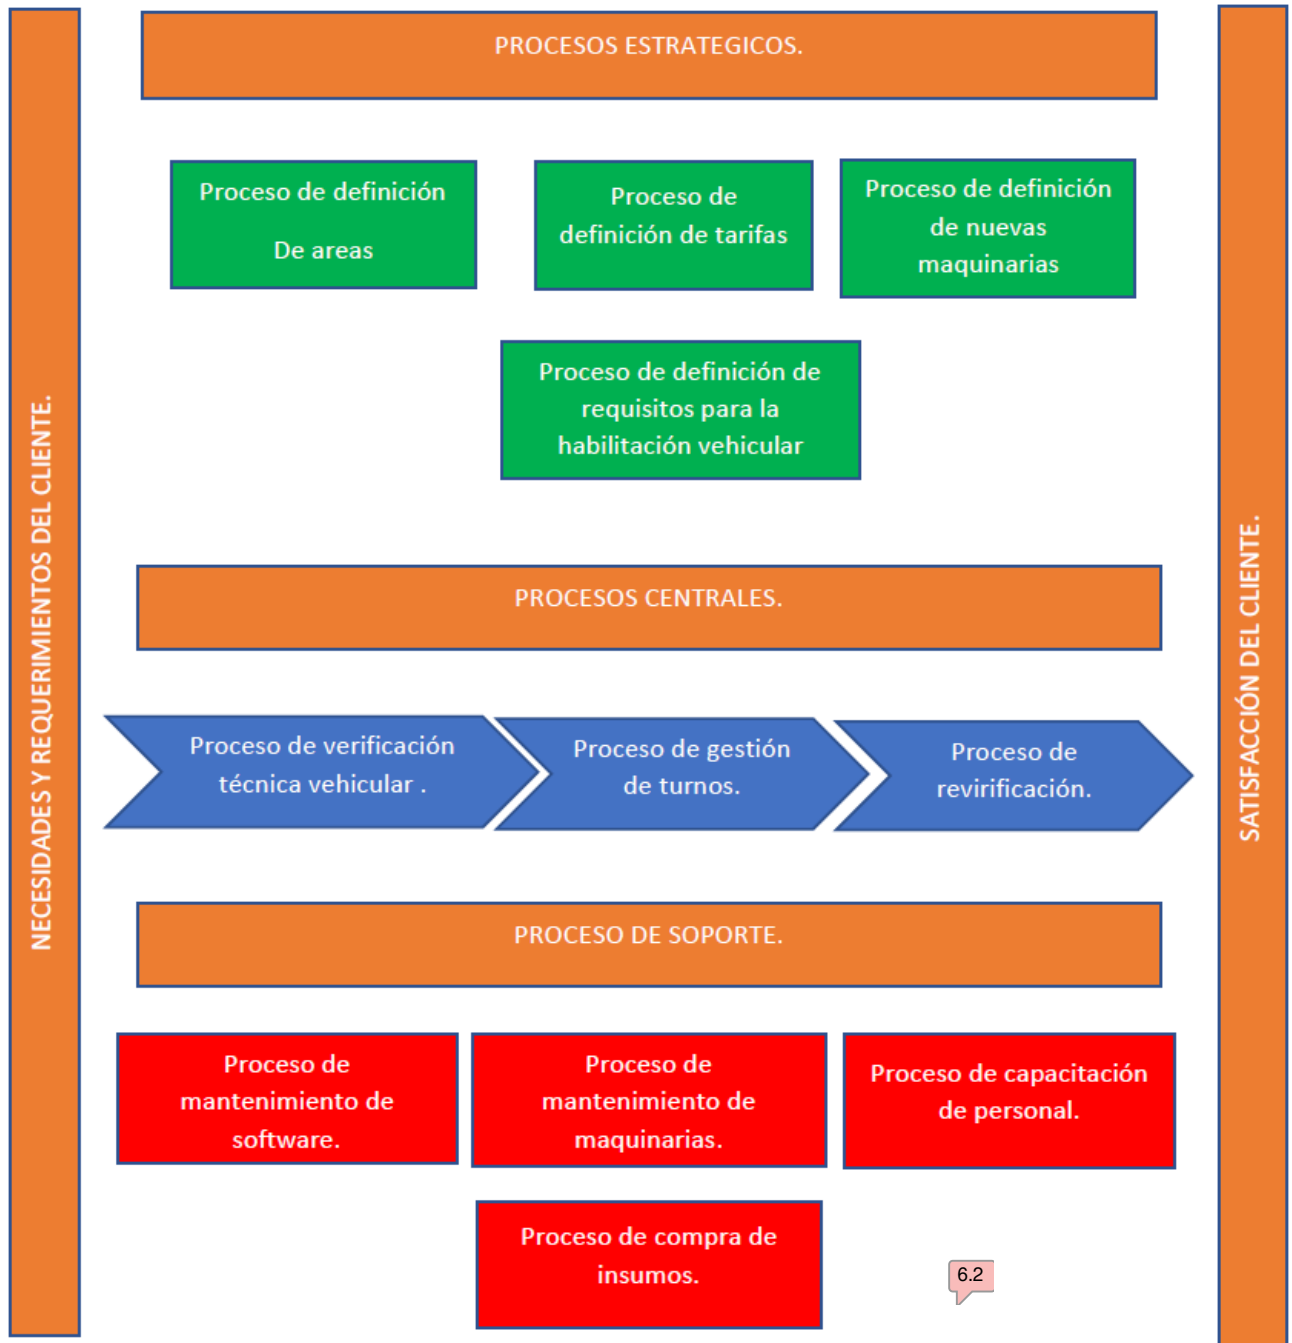 NECESIDADES Y REQUERIMIENTOS DEL CLIENTE.
PROCESOS ESTRATEGICOS.
Proceso de definición
De areas
Proceso de
definición de tarifas
Proceso de definición
de nuevas
maquinarias
Proceso de definición de
requisitos para la
habilitación vehicular
PROCESOS CENTRALES.
Proceso de verificación
técnica vehicular .
Proceso de gestión
de turnos.
Proceso de
revirificación.
PROCESO DE SOPORTE.
Proceso de
mantenimiento de
software.
Proceso de
mantenimiento de
maquinarias.
Proceso de capacitación
de personal.
Proceso de compra de
insumos.
6.2
SATISFACCIÓN DEL CLIENTE.